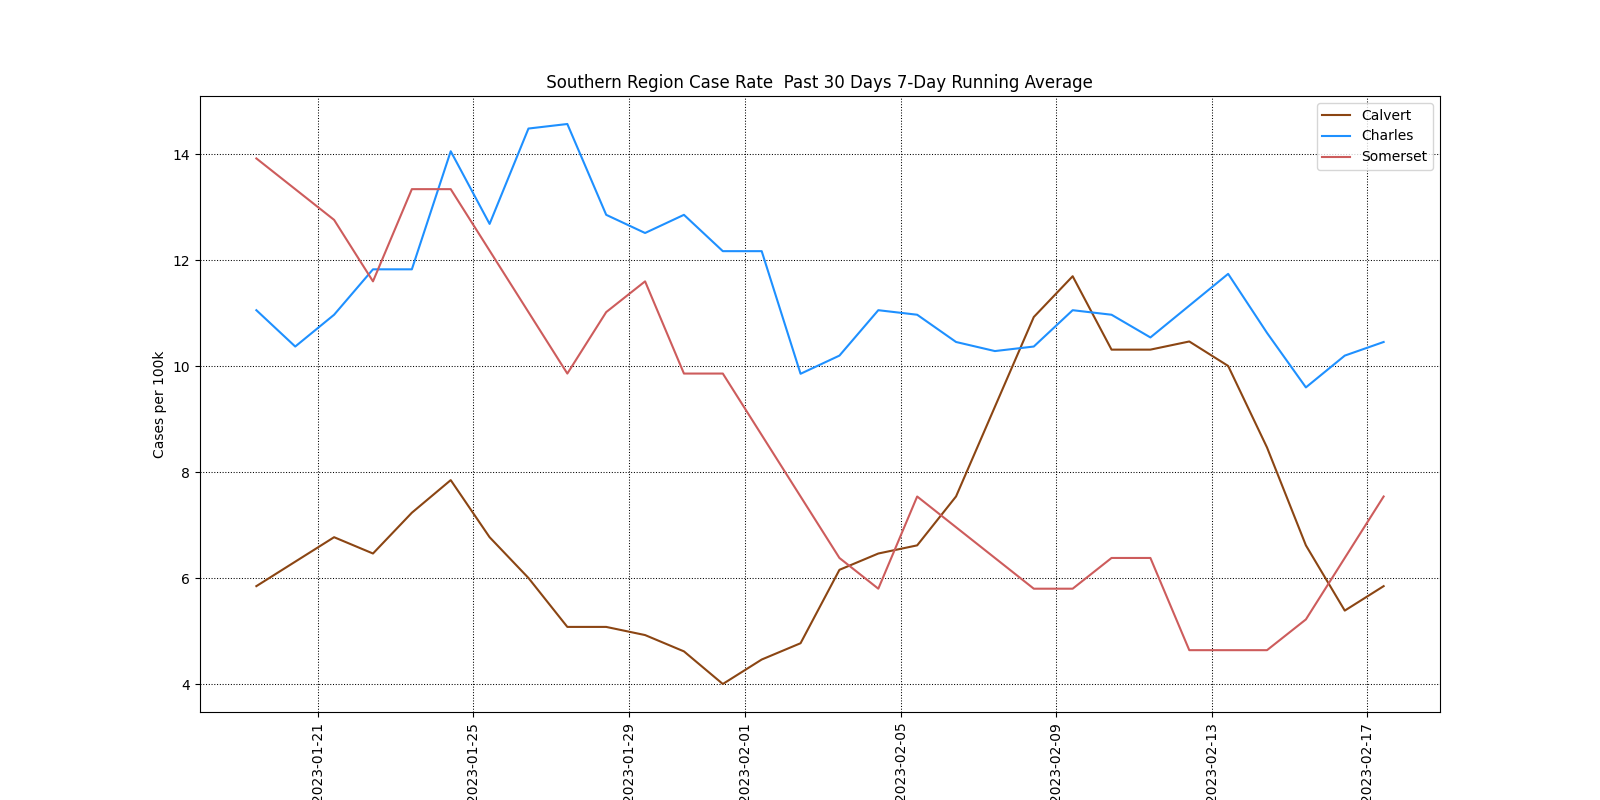 Southern Region Case Rate  Past 30 Days 7-Day Running Average
Calvert
Charles
Somerset
Cases per 100k
14
12
10
8
6
4
2023-01-21
2023-01-25
2023-01-29
2023-02-01
2023-02-05
2023-02-09
2023-02-13
2023-02-17